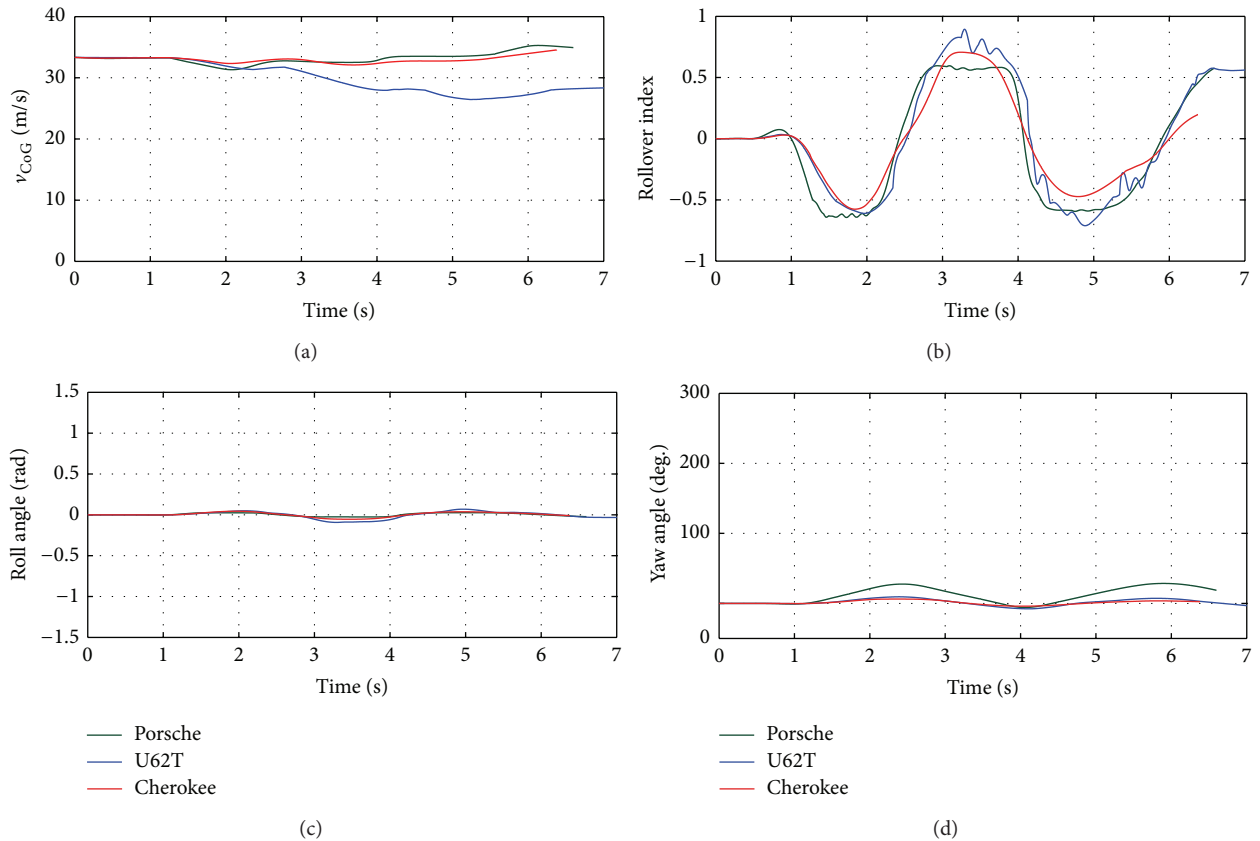 40
30
20
10
0
0 1 2 3 4 5 6 7
vCoG (m/s)
Time (s)
(a)
1
0.5
0
−0.5
−1
0 1 2 3 4 5 6 7
Rollover index
Time (s)
(b)
1.5
1
0.5
0
−0.5
−1
−1.5
0 1 2 3 4 5 6 7
Roll angle (rad)
Time (s)
Porsche
U62T
Cherokee
(c)
300
200
100
0
0 1 2 3 4 5 6 7
Yaw angle (deg.)
Time (s)
Porsche
U62T
Cherokee
(d)